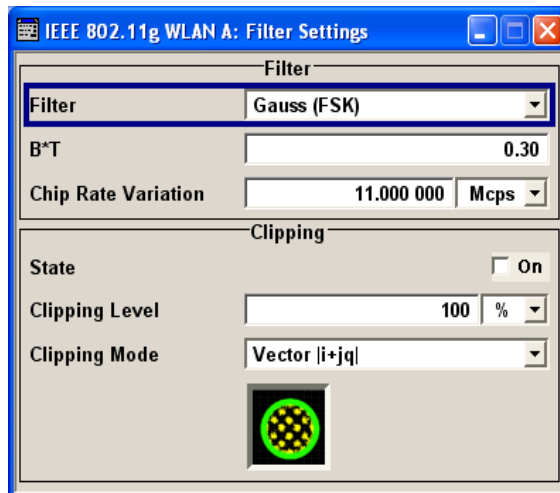 IEEE 802.11g WLAN A: Filter Settings
Filter
Filter Gauss (FSK)
B*T 0.30
Chip Rate Variation 11.000 000 Mcps
Clipping
State On
Clipping Level 100 %
Clipping Mode Vector |i+jq|